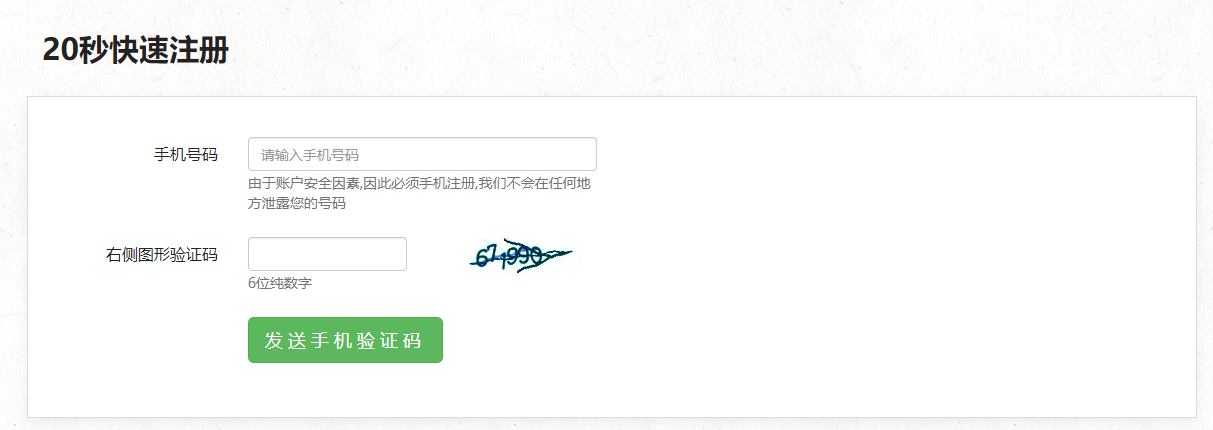 20秒快速注册
手机号码
请输入手机号码
由于账户安全因素,因此必须手机注册,我们不会在任何地
方泄露您的号码
右侧图形验证码
6位纯数字
发送手机验证码